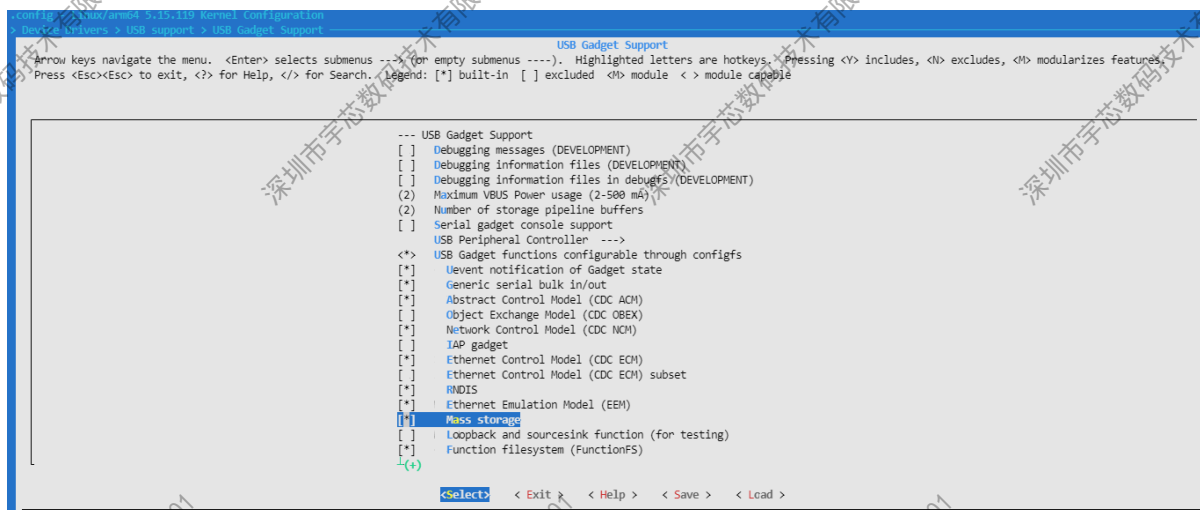 .config - Linux/arm64 5.15.119 Kernel Configuration
> Device Drivers > USB support > USB Gadget Support
USB Gadget Support
Arrow keys navigate the menu.  <Enter> selects submenus ---> (or empty submenus ----).  Highlighted letters are hotkeys.  Pressing <Y> includes, <N> excludes, <M> modularizes features.
Press <Esc><Esc> to exit, <?> for Help, </> for Search.  Legend: [*] built-in  [ ] excluded  <M> module  < > module capable
--- USB Gadget Support
[ ]   Debugging messages (DEVELOPMENT)
[ ]   Debugging information files (DEVELOPMENT)
[ ]   Debugging information files in debugfs (DEVELOPMENT)
(2)   Maximum VBUS Power usage (2-500 mA)
(2)   Number of storage pipeline buffers
[ ]   Serial gadget console support
USB Peripheral Controller  --->
<*>   USB Gadget functions configurable through configfs
[*]     Uevent notification of Gadget state
[*]     Generic serial bulk in/out
[*]     Abstract Control Model (CDC ACM)
[ ]     Object Exchange Model (CDC OBEX)
[*]     Network Control Model (CDC NCM)
[ ]     IAP gadget
[*]     Ethernet Control Model (CDC ECM)
[ ]     Ethernet Control Model (CDC ECM) subset
[*]     RNDIS
[*]     Ethernet Emulation Model (EEM)
[*]     Mass storage
[ ]     Loopback and sourcesink function (for testing)
[*]     Function filesystem (FunctionFS)
┴(+)
<Select>    < Exit >    < Help >    < Save >    < Load >
深圳市宇芯数码技术有限
深圳市宇芯数码技术有限
深圳市宇芯数码技术